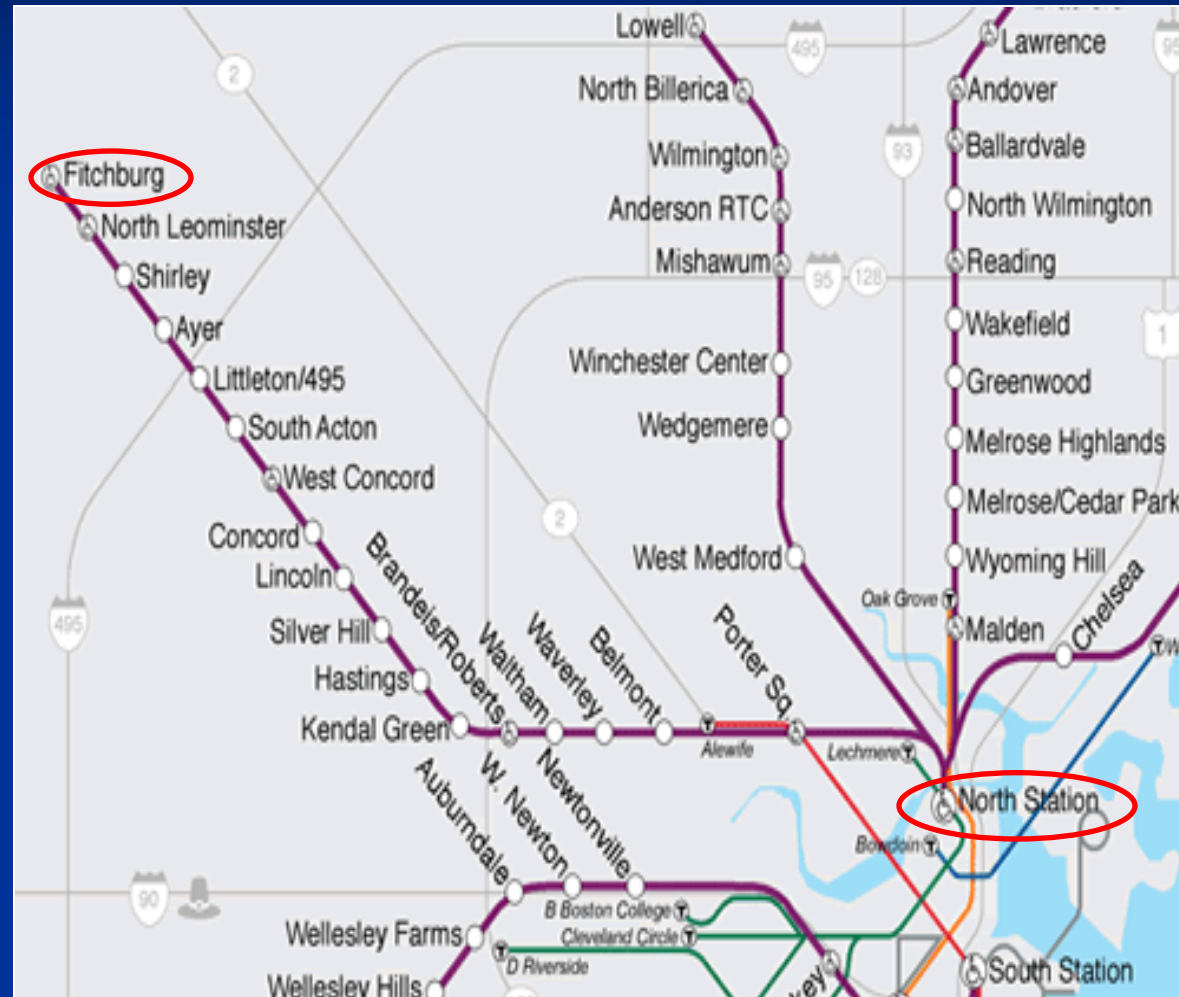 Lowell
Lawrence
495
95
North Billerica
Andover
2
Wilmington
93
Ballardvale
Fitchburg
Anderson RTC
North Wilmington
North Leominster
Mishawum
95
128
Reading
Shirley
Ayer
Wakefield
1
Winchester Center
Littleton/495
Greenwood
South Acton
Wedgemere
Melrose Highlands
West Concord
Melrose/Cedar Park
2
Concord
West Medford
Wyoming Hill
Lincoln
Oak Grove
Chelsea
495
Silver Hill
Malden
Hastings
Kendal Green
Brandeis/Roberts
Waltham
Waverley
Belmont
Alewife
Porter Sq.
Lechmere
North Station
Bowdoin
Auburndale
W. Newton
Newtonville
90
B Boston College
Wellesley Farms
Cleveland Circle
D Riverside
South Station
Wellesley Hills
key